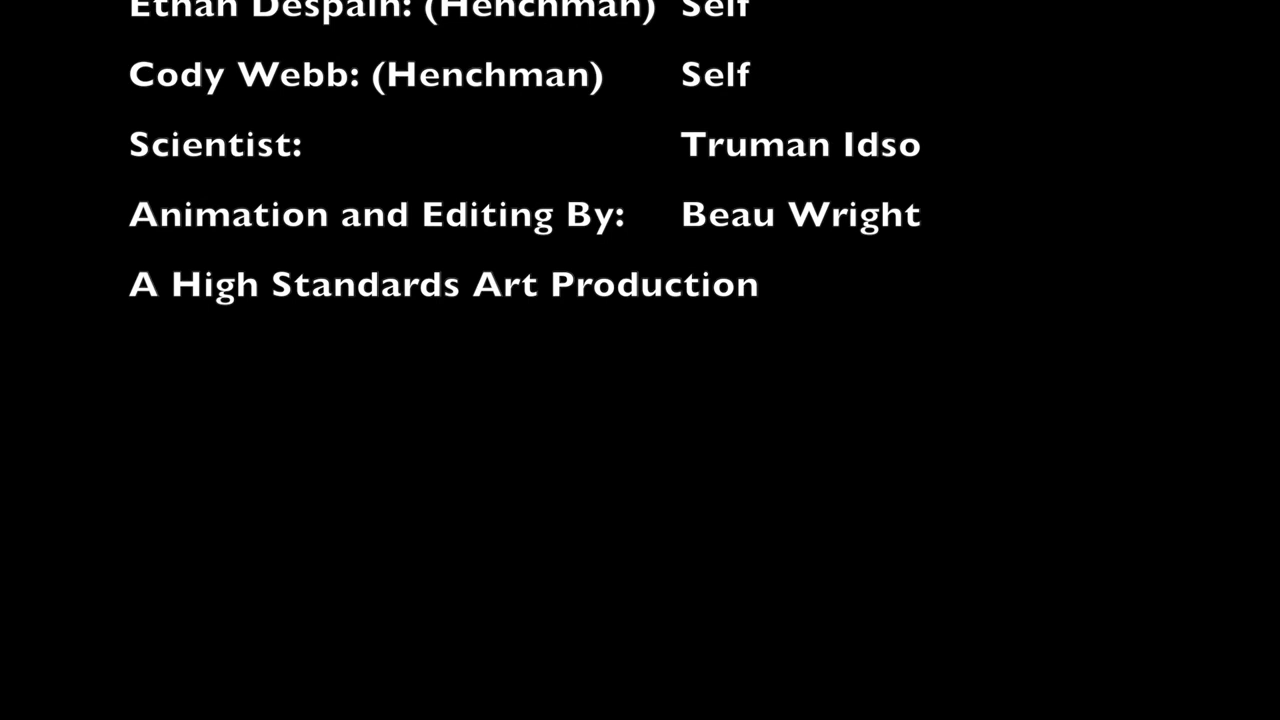 Ethan Despain: (Henchman) Self
Cody Webb: (Henchman) Self
Scientist: Truman Idso
Animation and Editing By: Beau Wright
A High Standards Art Production